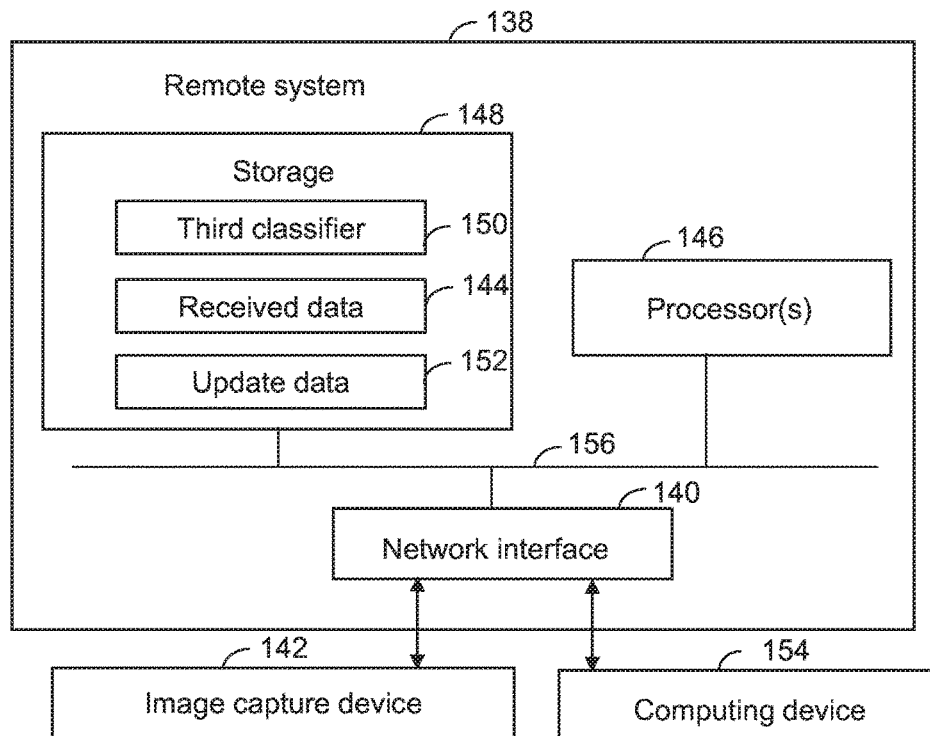 138
Remote system
148
Storage
Third classifier
150
146
Received data
144
Processor(s)
Update data
152
156
140
Network interface
142
154
Image capture device
Computing device